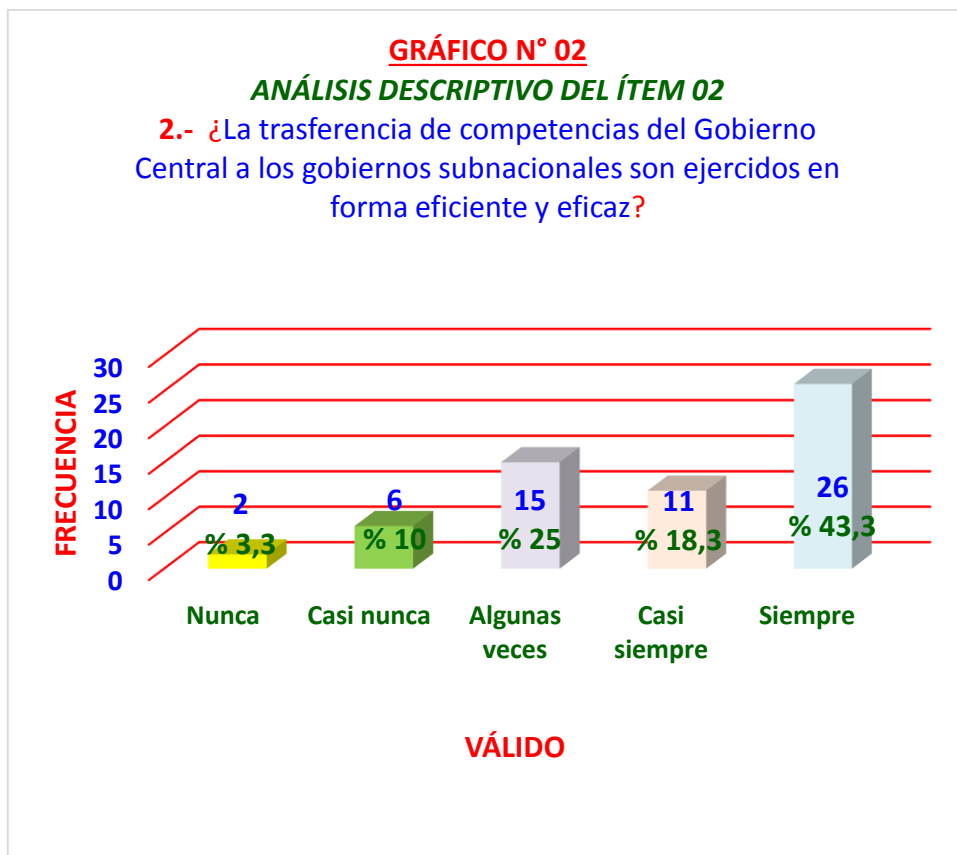 GRÁFICO N° 02
ANÁLISIS DESCRIPTIVO DEL ÍTEM 02
2.- ¿La trasferencia de competencias del Gobierno
Central a los gobiernos subnacionales son ejercidos en
forma eficiente y eficaz?
FRECUENCIA
30
25
20
15
10
5
0
2
6
15
11
26
% 3,3
% 10
% 25
% 18,3
% 43,3
Nunca
Casi nunca
Algunas
veces
Casi
siempre
Siempre
VÁLIDO